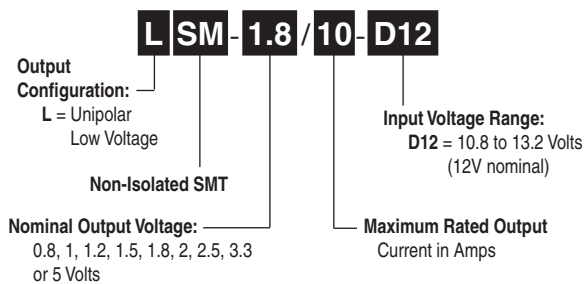 LSM-1.8/10-D12
Output
Configuration:
L = Unipolar
Low Voltage
Input Voltage Range:
D12 = 10.8 to 13.2 Volts
(12V nominal)
Non-Isolated SMT
Nominal Output Voltage:
0.8, 1, 1.2, 1.5, 1.8, 2, 2.5, 3.3
or 5 Volts
Maximum Rated Output
Current in Amps